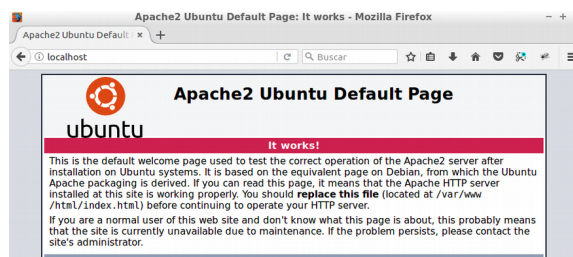 Apache2 Ubuntu Default Page: It works - Mozilla Firefox
Apache2 Ubuntu Default
localhost
Buscar
ubuntu
Apache2 Ubuntu Default Page
It works!
This is the default welcome page used to test the correct operation of the Apache2 server after
installation on Ubuntu systems. It is based on the equivalent page on Debian, from which the Ubuntu
Apache packaging is derived. If you can read this page, it means that the Apache HTTP server
installed at this site is working properly. You should replace this file (located at /var/www
/html/index.html) before continuing to operate your HTTP server.
If you are a normal user of this web site and don't know what this page is about, this probably means
that the site is currently unavailable due to maintenance. If the problem persists, please contact the
site's administrator.